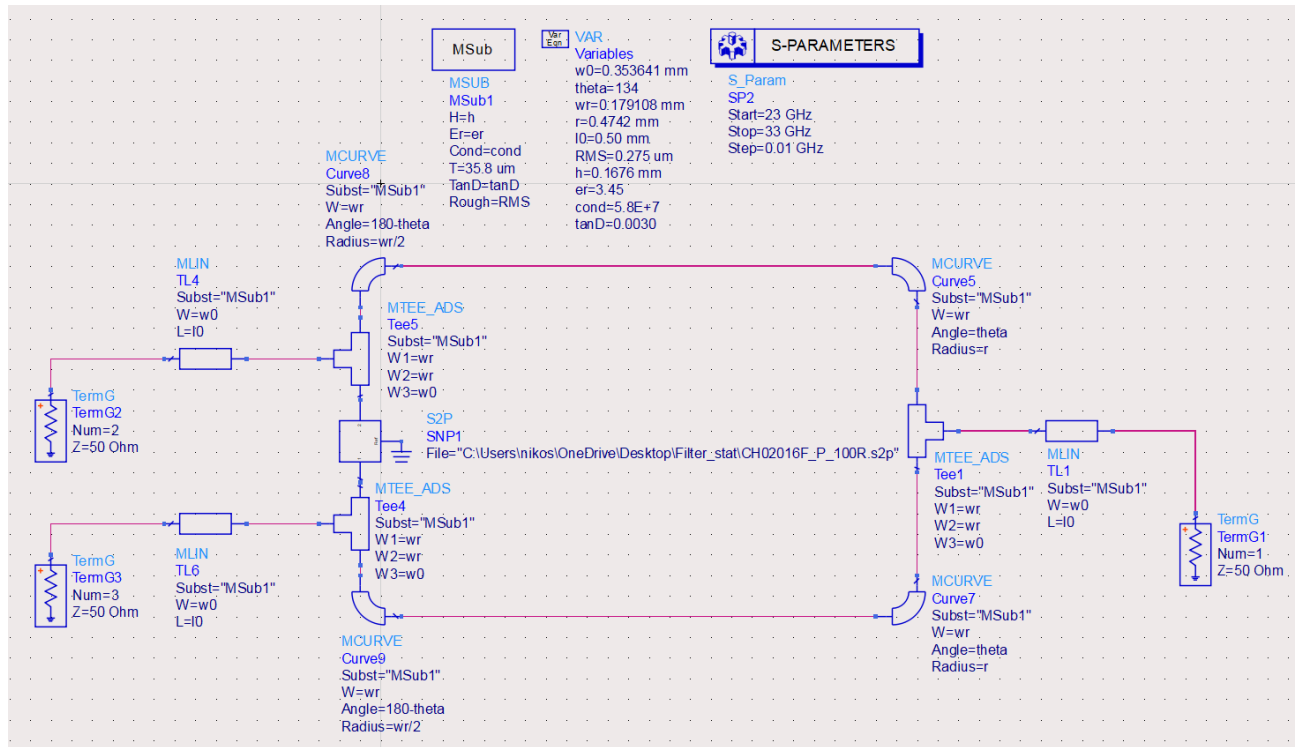 MSub
MSUB
MSub1
H=h
Er=er
Cond=cond
T=35.8 um
TanD=tanD
Rough=RMS
Var
Eqn
VAR
Variables
w0=0.353641 mm
theta=134
wr=0.179108 mm
r=0.4742 mm
l0=0.50 mm
RMS=0.275 um
h=0.1676 mm
er=3.45
cond=5.8E+7
tanD=0.0030
S-PARAMETERS
S_Param
SP2
Start=23 GHz
Stop=33 GHz
Step=0.01 GHz
MCURVE
Curve8
Subst="MSub1"
W=wr
Angle=180-theta
Radius=wr/2
MLIN
TL4
Subst="MSub1"
W=w0
L=l0
MTEE_ADS
Tee5
Subst="MSub1"
W1=wr
W2=wr
W3=w0
MCURVE
Curve5
Subst="MSub1"
W=wr
Angle=theta
Radius=r
TermG
TermG2
Num=2
Z=50 Ohm
S2P
SNP1
File="C:\Users\nikos\OneDrive\Desktop\Filter_stat\CH02016F_P_100R.s2p"
MTEE_ADS
Tee1
Subst="MSub1"
W1=wr
W2=wr
W3=w0
MLIN
TL1
Subst="MSub1"
W=w0
L=l0
MTEE_ADS
Tee4
Subst="MSub1"
W1=wr
W2=wr
W3=w0
TermG
TermG1
Num=1
Z=50 Ohm
TermG
TermG3
Num=3
Z=50 Ohm
MLIN
TL6
Subst="MSub1"
W=w0
L=l0
MCURVE
Curve7
Subst="MSub1"
W=wr
Angle=theta
Radius=r
MCURVE
Curve9
Subst="MSub1"
W=wr
Angle=180-theta
Radius=wr/2